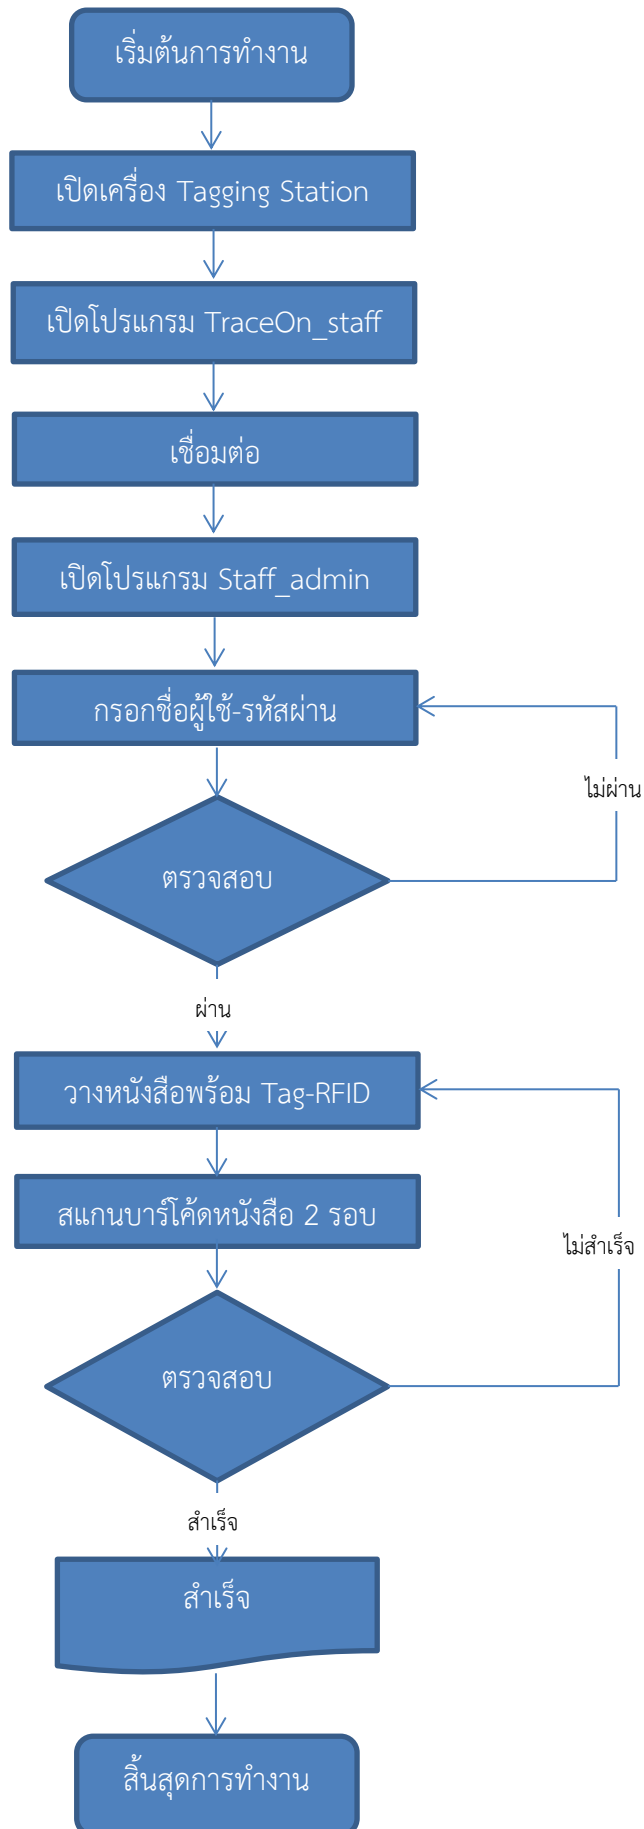 เริ่มต้นการทำงาน
เปิดเครื่อง Tagging Station
เปิดโปรแกรม TraceOn_staff
เชื่อมต่อ
เปิดโปรแกรม Staff_admin
กรอกชื่อผู้ใช้-รหัสผ่าน
ไม่ผ่าน
ตรวจสอบ
ผ่าน
วางหนังสือพร้อม Tag-RFID
สแกนบาร์โค้ดหนังสือ 2 รอบ
ไม่สำเร็จ
ตรวจสอบ
สำเร็จ
สำเร็จ
สิ้นสุดการทำงาน